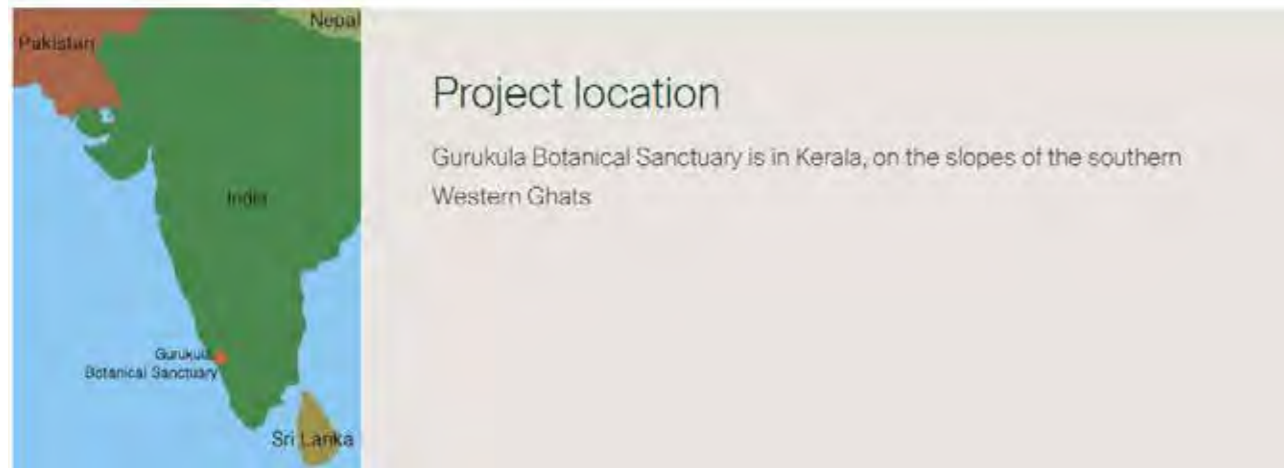 Nepal
Pakistan
India
Gurukula
Botanical Sanctuary
Sri Lanka
Project location
Gurukula Botanical Sanctuary is in Kerala, on the slopes of the southern
Western Ghats